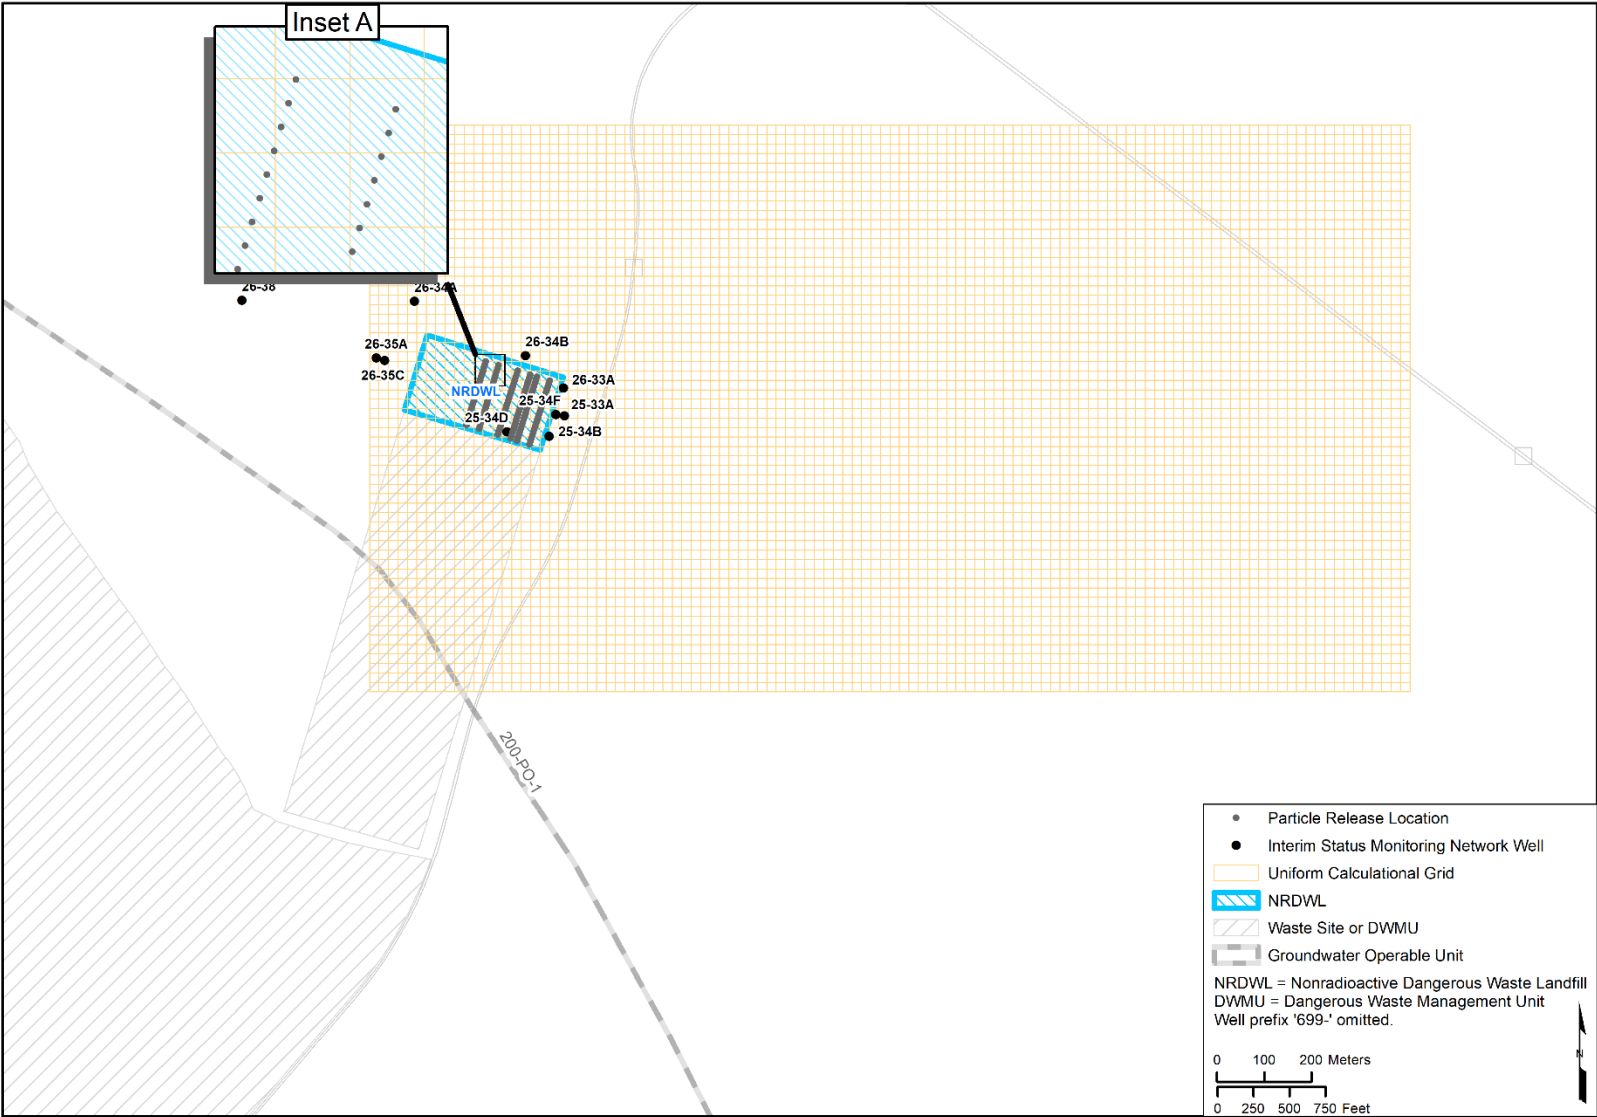 Inset A
26-38
26-34A
26-35A
26-35C
26-34B
26-33A
NRDWL
25-34F
25-33A
25-34D
25-34B
200-PO-1
Particle Release Location
Interim Status Monitoring Network Well
Uniform Calculational Grid
NRDWL
Waste Site or DWMU
Groundwater Operable Unit
NRDWL = Nonradioactive Dangerous Waste Landfill
DWMU = Dangerous Waste Management Unit
Well prefix '699-' omitted.
0 100 200 Meters
0 250 500 750 Feet
N